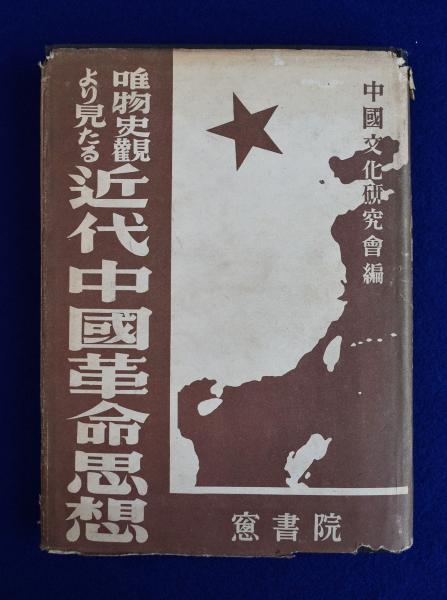 中國文化研究會編
唯物史觀
より見たる
近代中國革命思想
窓書院